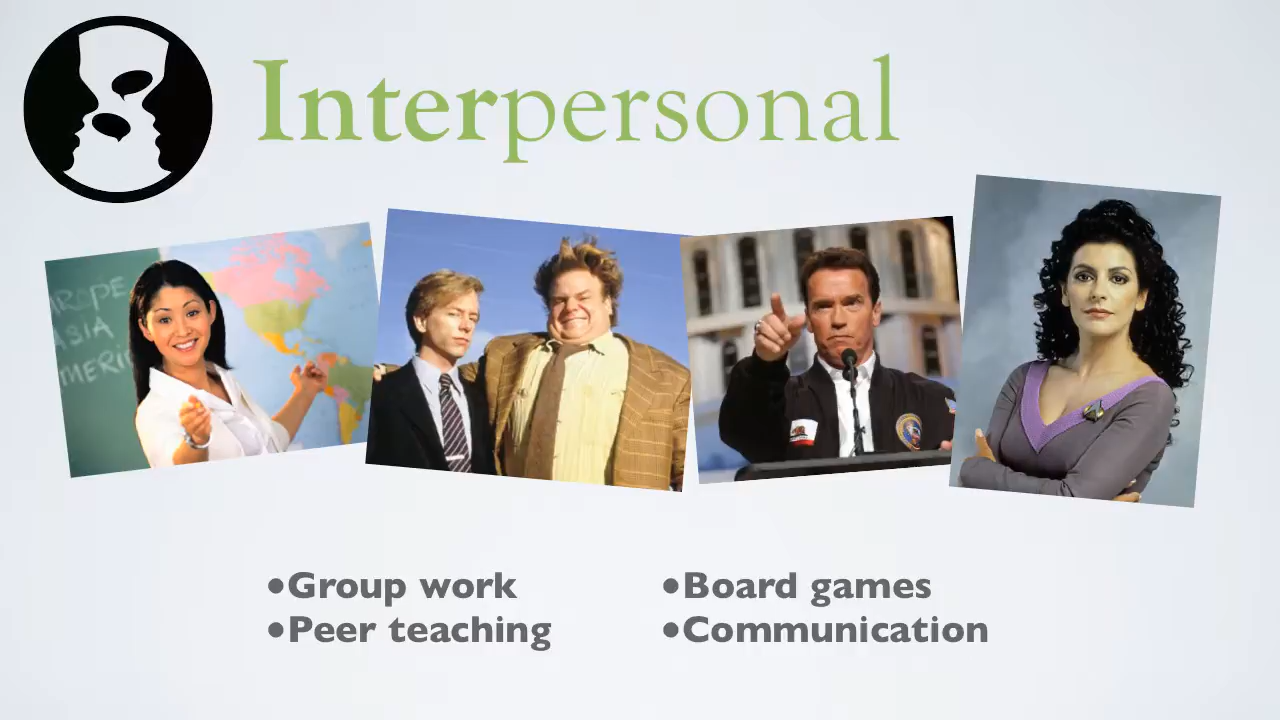 Interpersonal
ASIA
•Group work
•Peer teaching
•Board games
•Communication